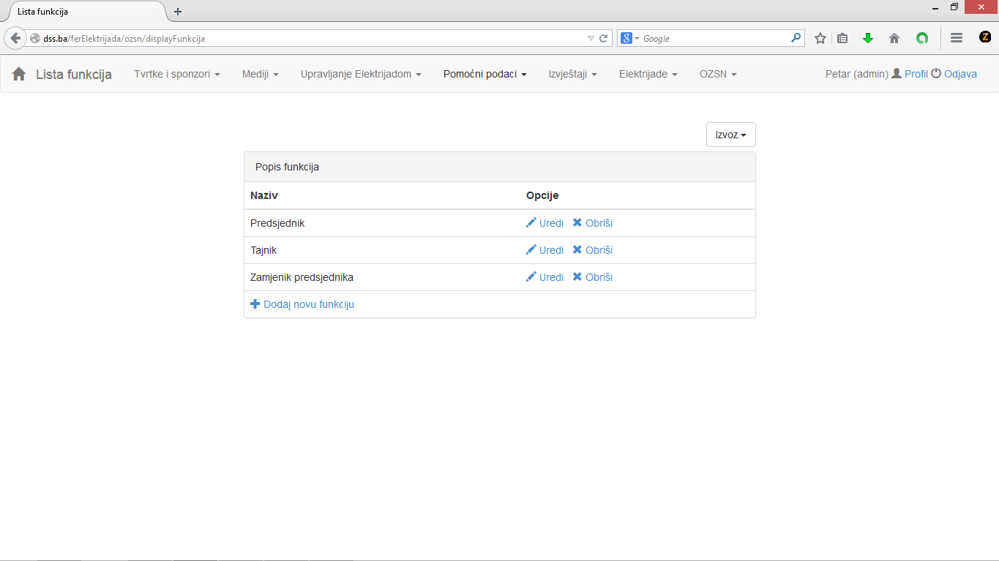 Lista funkcija
dss.ba/ferElektrijada/ozsn/displayFunkcija
Google
Lista funkcija Tvrtke i sponzori Mediji Upravljanje Elektrijadom Pomoćni podaci Izvještaji Elektrijade OZSN Petar (admin) Profil Odjava
Izvoz
Popis funkcija
Naziv Opcije
Predsjednik Uredi Obriši
Tajnik Uredi Obriši
Zamjenik predsjednika Uredi Obriši
Dodaj novu funkciju